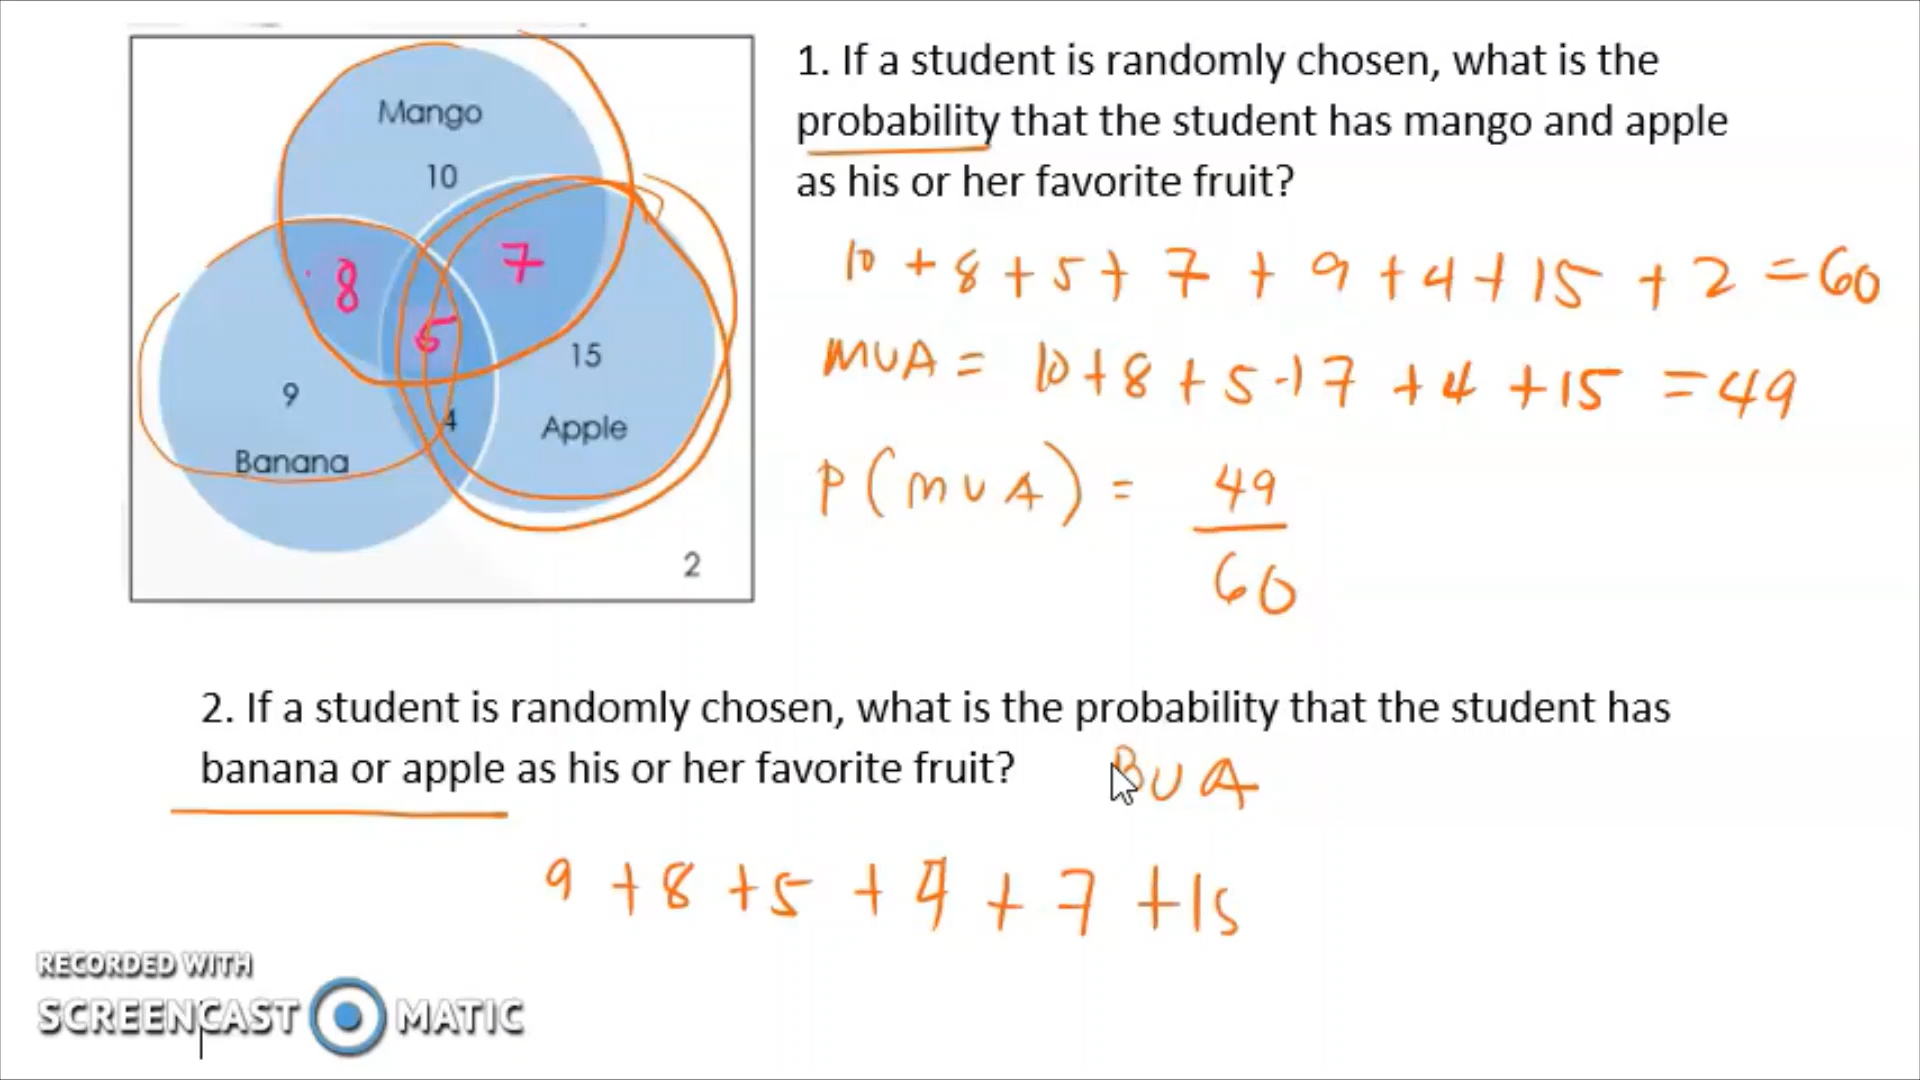 Mango
10
8
7
5
15
9
4
Apple
Banana
2
1. If a student is randomly chosen, what is the
probability that the student has mango and apple
as his or her favorite fruit?
10 + 8 + 5 + 7 + 9 + 4 + 15 + 2 = 60
MUA = 10 + 8 + 5 + 7 + 4 + 15 = 49
P(MUA) = 49
60
2. If a student is randomly chosen, what is the probability that the student has
banana or apple as his or her favorite fruit?
BUA
9 + 8 + 5 + 4 + 7 + 15
RECORDED WITH
SCREENCAST MATIC